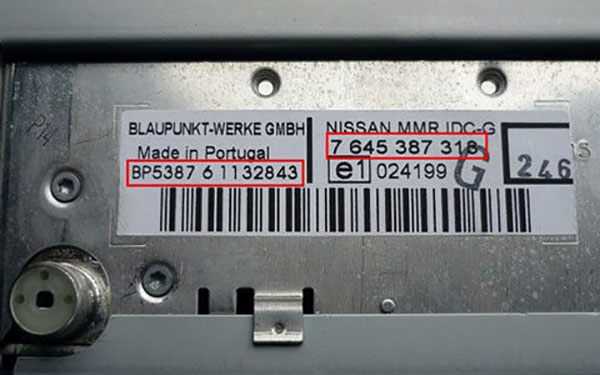 BLAUPUNKT-WERKE GMBH
Made in Portugal
BP5387 6 1132843
NISSAN MMR IDC-G
7 645 387 318
e1 024199
G
246
S
P14